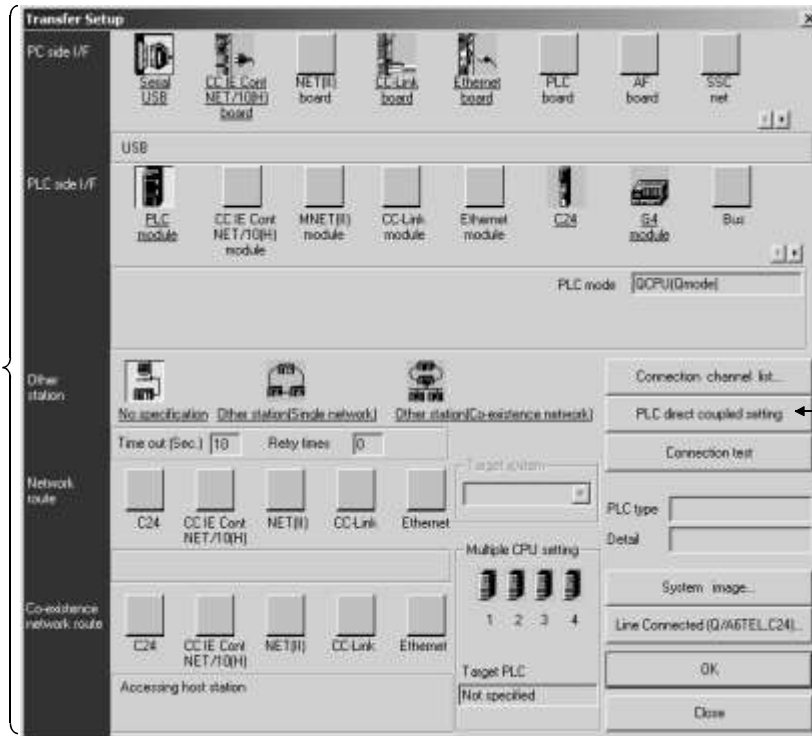 Transfer Setup
PC side I/F
Serial USB
CC IE Cont NET/10(H) board
NET(II) board
CC-Link board
Ethernet board
PLC board
AF board
SSC net
USB
PLC side I/F
PLC module
CC IE Cont NET/10(H) module
MNET(II) module
CC-Link module
Ethernet module
C24
G4 module
Bus
PLC mode
QCPU(Qmode)
Other station
No specification
Other station(Single network)
Other station(Co-existence network)
Connection channel list...
PLC direct coupled setting
Connection test
Time out (Sec.) 10
Retry times 0
Target system
Network route
C24
CC IE Cont NET/10(H)
NET(II)
CC-Link
Ethernet
PLC type
Detail
Multiple CPU setting
1 2 3 4
System image...
Line Connected (Q/A6TEL,C24)...
Co-existence network route
C24
CC IE Cont NET/10(H)
NET(II)
CC-Link
Ethernet
Target PLC
Not specified
Accessing host station
OK
Close